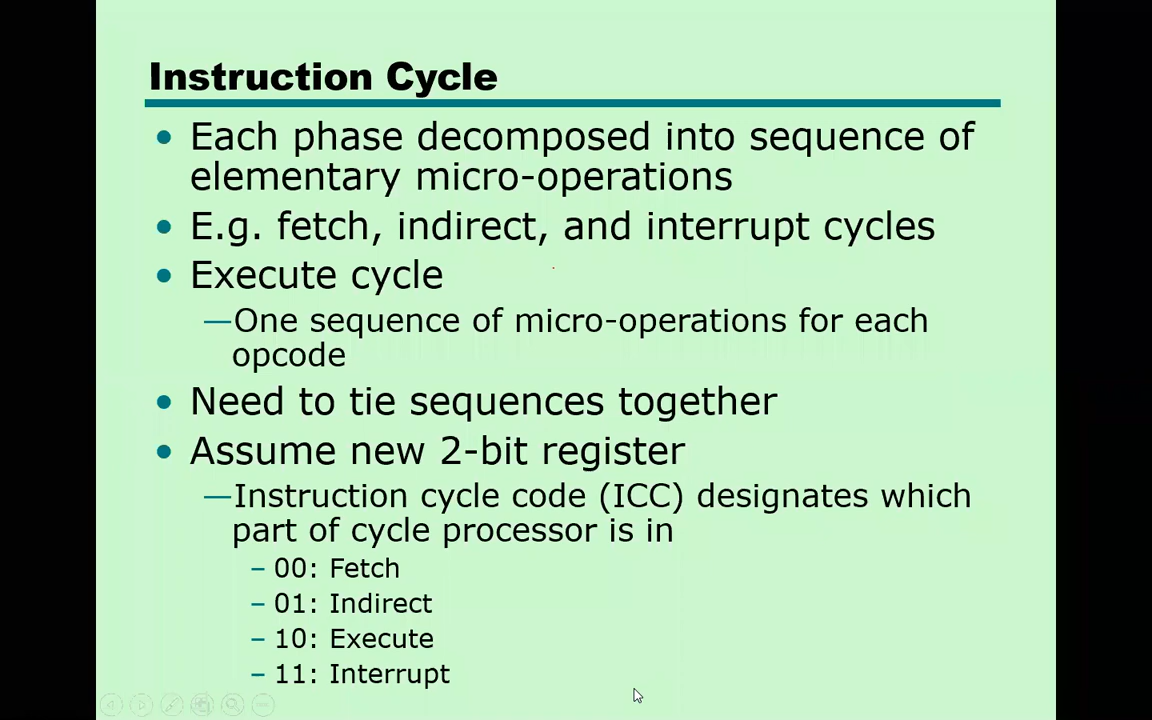 Instruction Cycle
• Each phase decomposed into sequence of
elementary micro-operations
• E.g. fetch, indirect, and interrupt cycles
• Execute cycle
—One sequence of micro-operations for each
opcode
• Need to tie sequences together
• Assume new 2-bit register
—Instruction cycle code (ICC) designates which
part of cycle processor is in
– 00: Fetch
– 01: Indirect
– 10: Execute
– 11: Interrupt